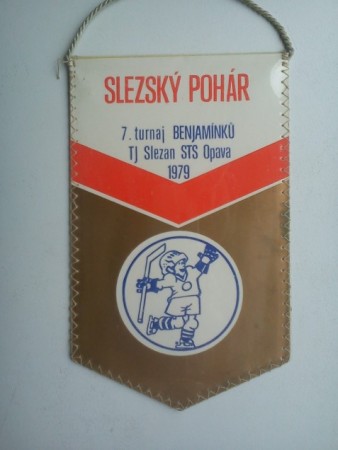 SLEZSKÝ POHÁR
7. turnaj BENJAMÍNKŮ
TJ Slezan STS Opava
1979